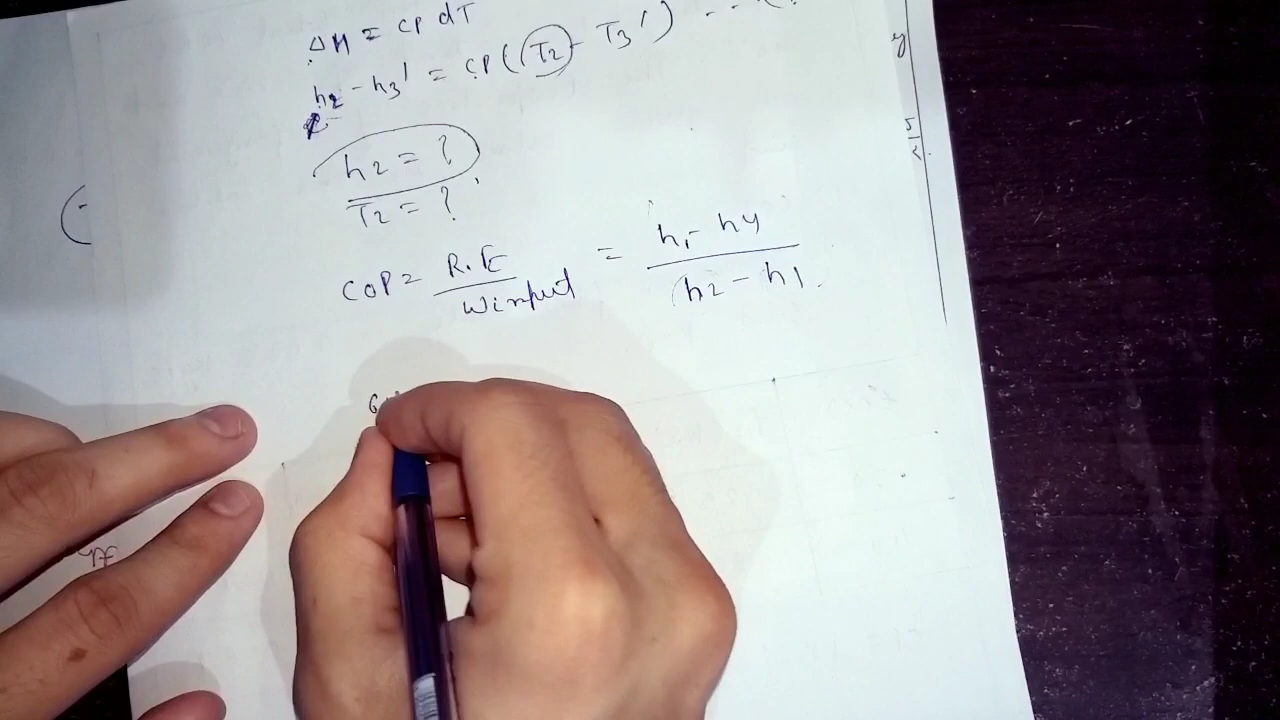 ΔH = CP dT
h2 - h3' = CP (T2 - T3') - - - (
h2 = ?
T2 = ?
COP = R.E / Winput = h1 - h4 / (h2 - h1.